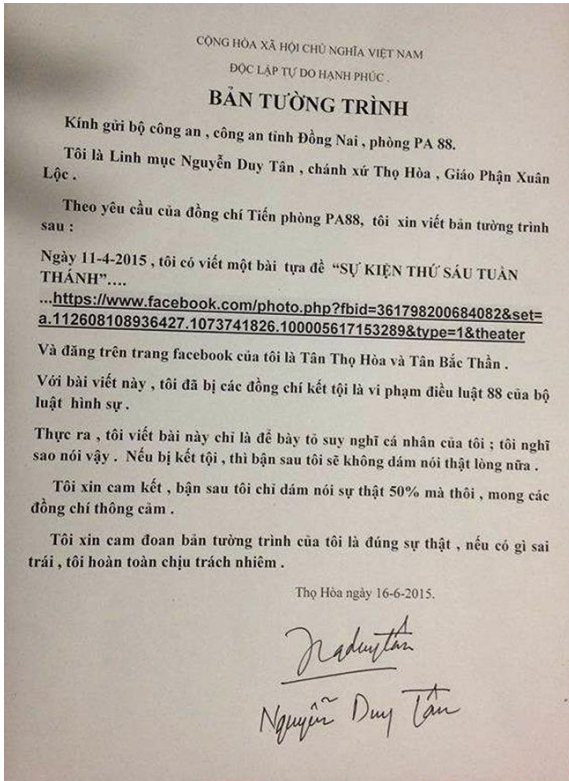 CỘNG HÒA XÃ HỘI CHỦ NGHĨA VIỆT NAM
ĐỘC LẬP TỰ DO HẠNH PHÚC .
BẢN TƯỜNG TRÌNH
Kính gửi bộ công an , công an tỉnh Đồng Nai , phòng PA 88.
Tôi là Linh mục Nguyễn Duy Tân , chánh xứ Thọ Hòa , Giáo Phận Xuân
Lộc .
Theo yêu cầu của đồng chí Tiến phòng PA88, tôi xin viết bản tường trình
sau :
Ngày 11-4-2015 , tôi có viết một bài tựa đề “SỰ KIỆN THỨ SÁU TUẦN
THÁNH”….
...https://www.facebook.com/photo.php?fbid=361798200684082&set=
a.112608108936427.1073741826.100005617153289&type=1&theater
Và đăng trên trang facebook của tôi là Tân Thọ Hòa và Tân Bắc Thần .
Với bài viết này , tôi đã bị các đồng chí kết tội là vi phạm điều luật 88 của bộ
luật hình sự .
Thực ra , tôi viết bài này chỉ là để bày tỏ suy nghĩ cá nhân của tôi ; tôi nghĩ
sao nói vậy . Nếu bị kết tội , thì bận sau tôi sẽ không dám nói thật lòng nữa .
Tôi xin cam kết , bận sau tôi chỉ dám nói sự thật 50% mà thôi , mong các
đồng chí thông cảm .
Tôi xin cam đoan bản tường trình của tôi là đúng sự thật , nếu có gì sai
trái , tôi hoàn toàn chịu trách nhiêm .
Thọ Hòa ngày 16-6-2015.
Nguyễn Duy Tân